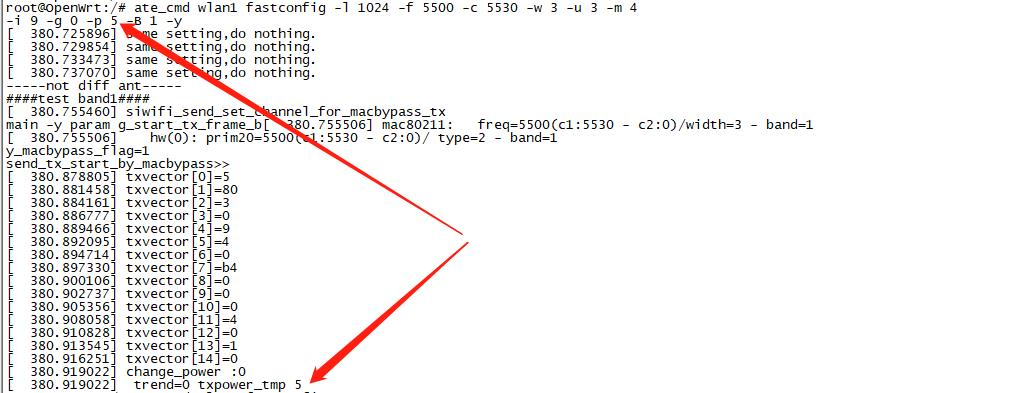 root@OpenWrt:/# ate_cmd wlan1 fastconfig -l 1024 -f 5500 -c 5530 -w 3 -u 3 -m 4
-i 9 -g 0 -p 5 -B 1 -y
[  380.725896] same setting,do nothing.
[  380.729854] same setting,do nothing.
[  380.733473] same setting,do nothing.
[  380.737070] same setting,do nothing.
-----not diff ant-----
####test band1####
[  380.755460] siwifi_send_set_channel_for_macbypass_tx
main -y param g_start_tx_frame_b[  380.755506] mac80211:   freq=5500(c1:5530 - c2:0)/width=3 - band=1
[  380.755506]    hw(0): prim20=5500(c1:5530 - c2:0)/ type=2 - band=1
y_macbypass_flag=1
send_tx_start_by_macbypass>>
[  380.878805] txvector[0]=5
[  380.881458] txvector[1]=80
[  380.884161] txvector[2]=3
[  380.886777] txvector[3]=0
[  380.889466] txvector[4]=9
[  380.892095] txvector[5]=4
[  380.894714] txvector[6]=0
[  380.897330] txvector[7]=b4
[  380.900106] txvector[8]=0
[  380.902737] txvector[9]=0
[  380.905356] txvector[10]=0
[  380.908058] txvector[11]=4
[  380.910828] txvector[12]=0
[  380.913545] txvector[13]=1
[  380.916251] txvector[14]=0
[  380.919022] change_power :0
[  380.919022]  trend=0 txpower_tmp 5